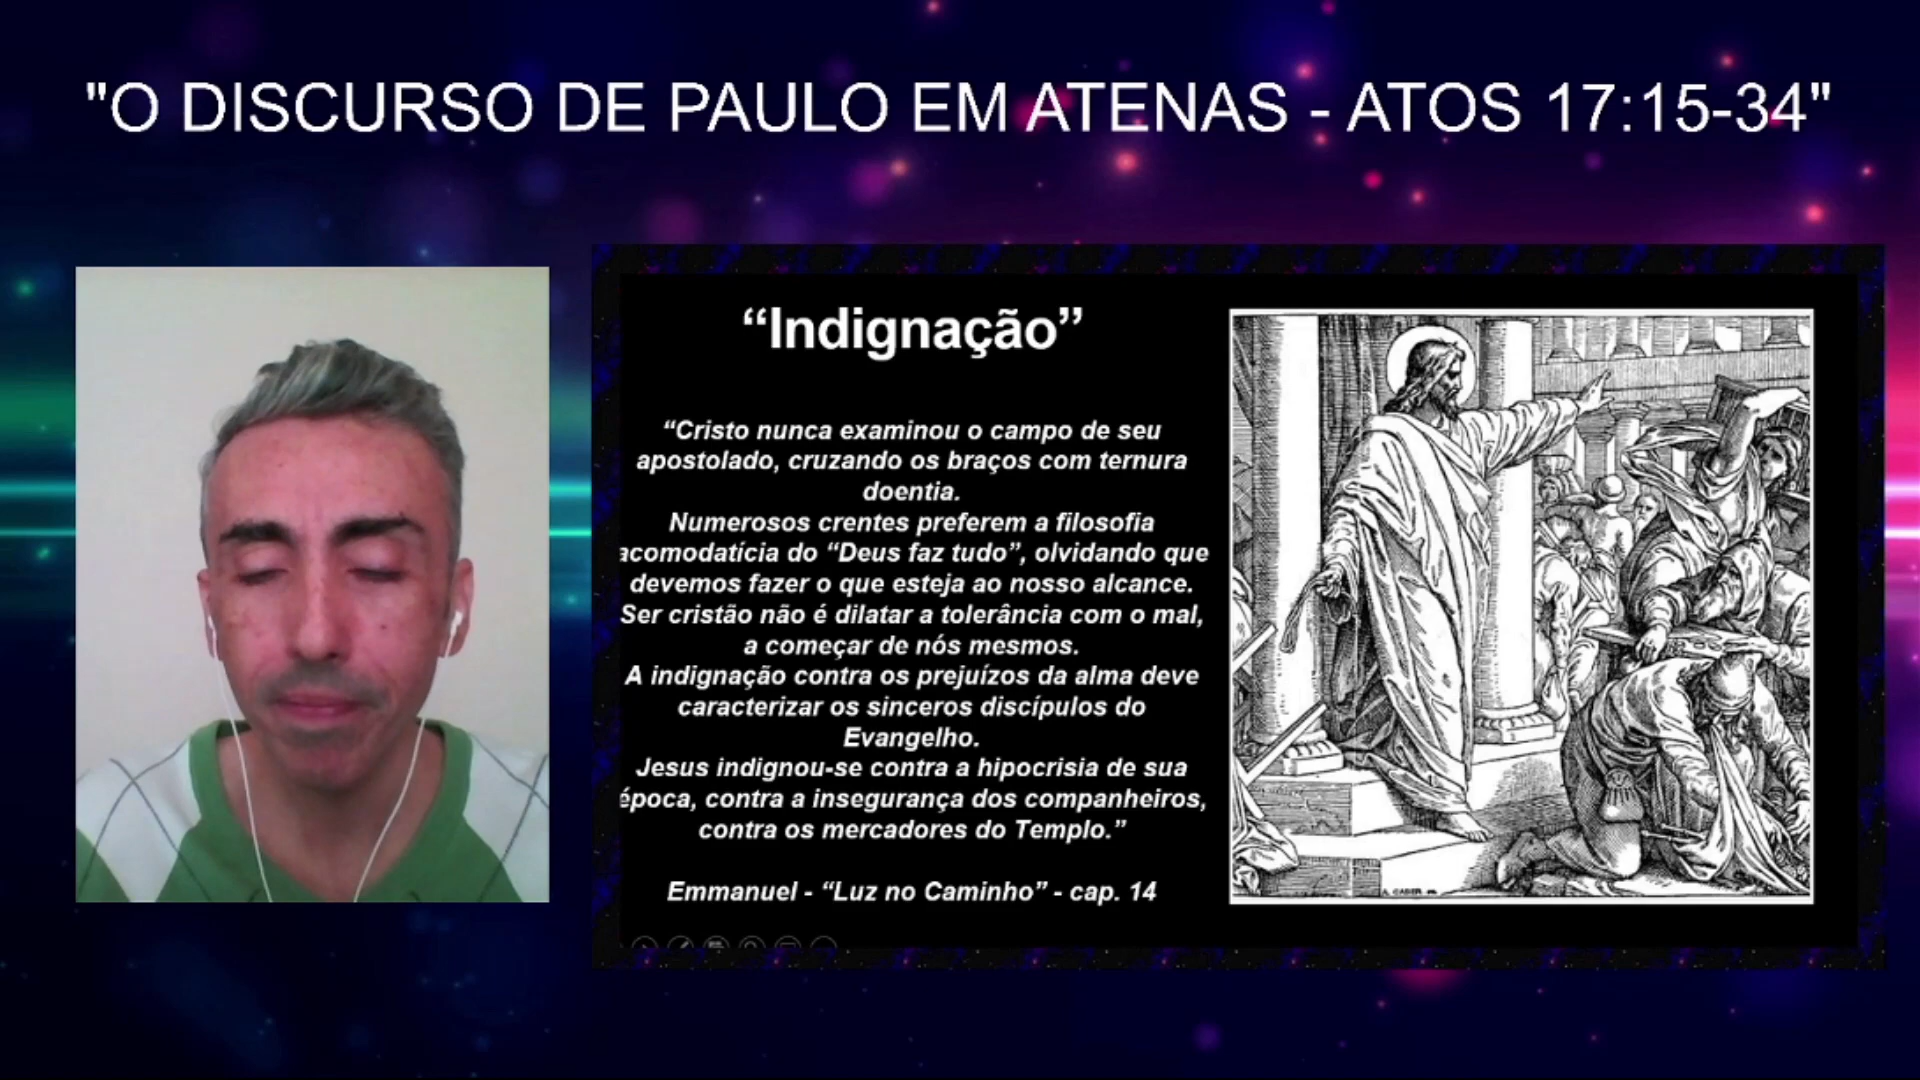 "O DISCURSO DE PAULO EM ATENAS - ATOS 17:15-34"
“Indignação”
“Cristo nunca examinou o campo de seu
apostolado, cruzando os braços com ternura
doentia.
Numerosos crentes preferem a filosofia
acomodatícia do “Deus faz tudo”, olvidando que
devemos fazer o que esteja ao nosso alcance.
Ser cristão não é dilatar a tolerância com o mal,
a começar de nós mesmos.
A indignação contra os prejuízos da alma deve
caracterizar os sinceros discípulos do
Evangelho.
Jesus indignou-se contra a hipocrisia de sua
época, contra a insegurança dos companheiros,
contra os mercadores do Templo.”
Emmanuel - “Luz no Caminho” - cap. 14